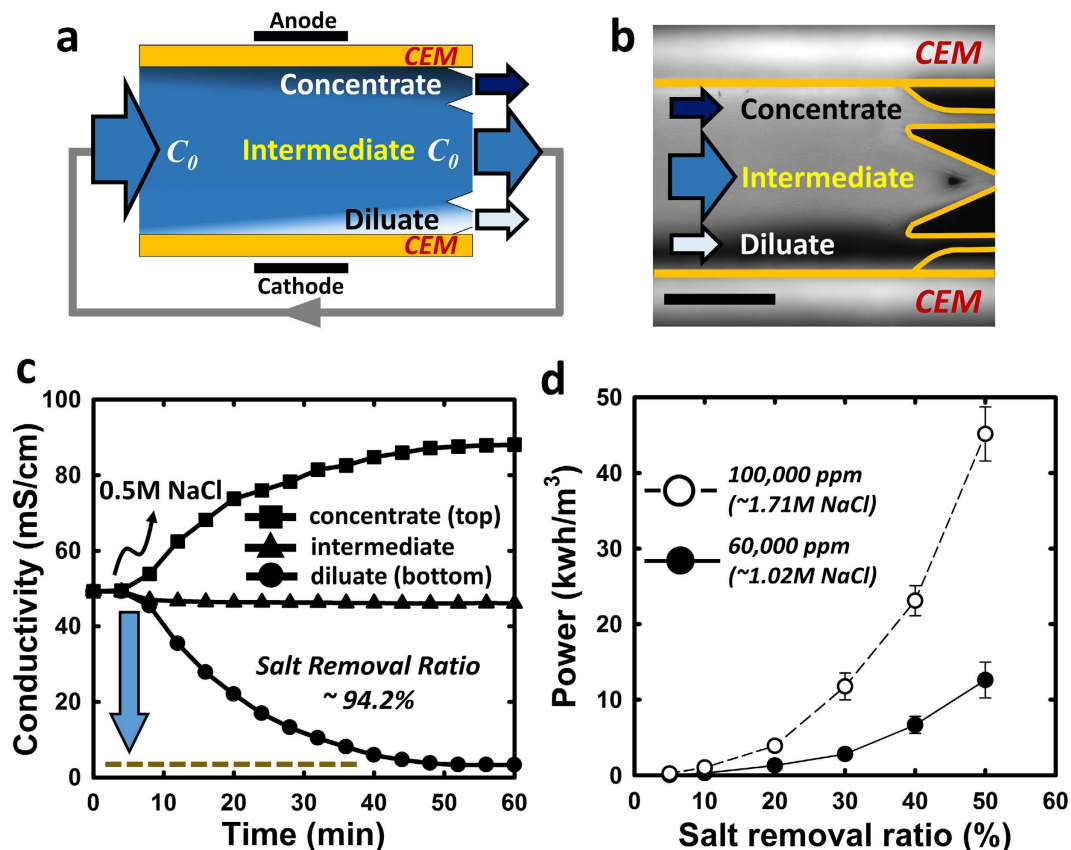 a
Anode
CEM
Concentrate
C0
Intermediate
C0
Diluate
CEM
Cathode
b
CEM
Concentrate
Intermediate
Diluate
CEM
c
Conductivity (mS/cm)
100
80
60
40
20
0
0.5M NaCl
concentrate (top)
intermediate
diluate (bottom)
Salt Removal Ratio
~ 94.2%
0 10 20 30 40 50 60
Time (min)
d
Power (kwh/m³)
50
40
30
20
10
0
100,000 ppm
(~1.71M NaCl)
60,000 ppm
(~1.02M NaCl)
0 10 20 30 40 50 60
Salt removal ratio (%)